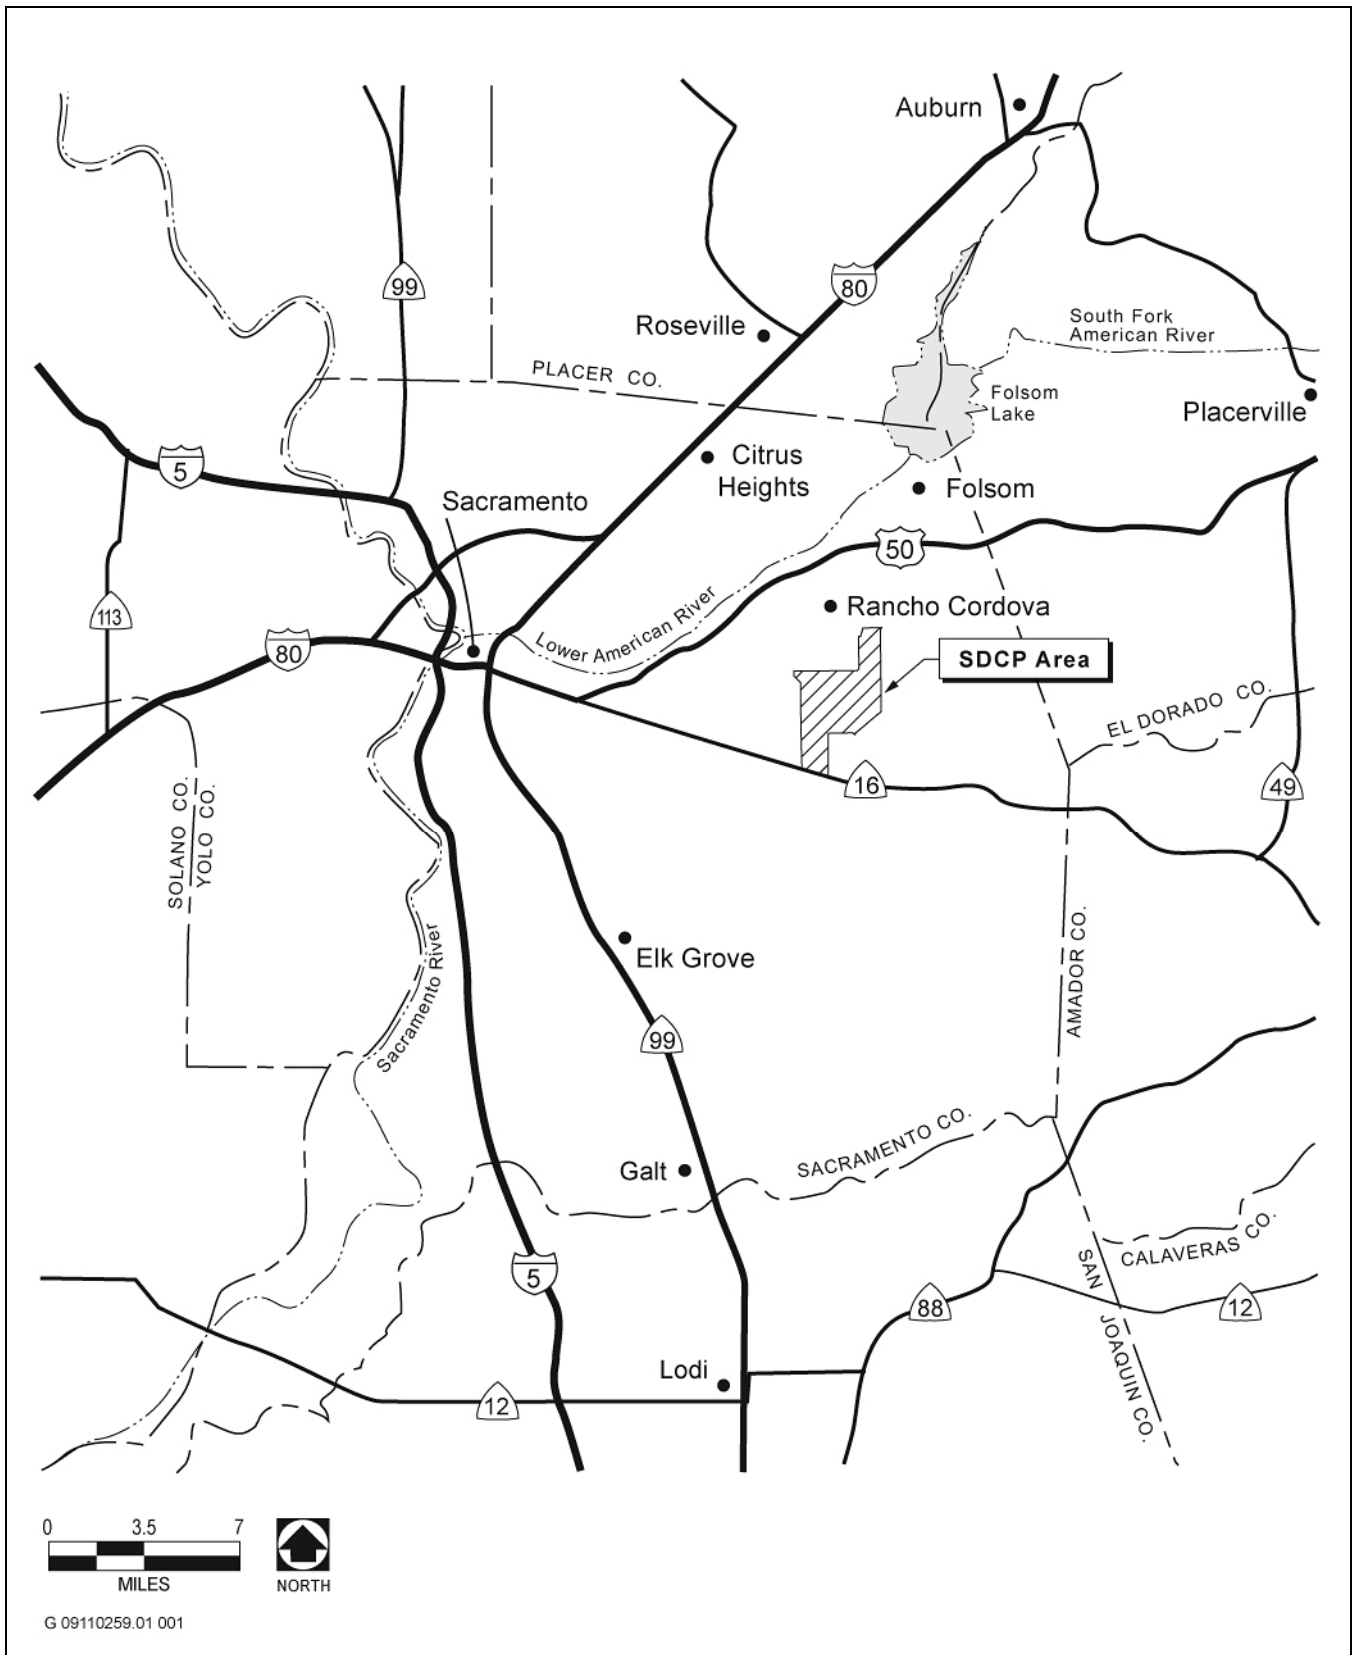 Auburn
99
80
Roseville
South Fork
American River
PLACER CO.
Folsom
Lake
Placerville
5
Citrus
Heights
Sacramento
Folsom
50
113
Rancho Cordova
80
Lower American River
SDCP Area
EL DORADO CO.
16
49
SOLANO CO.
YOLO CO.
Sacramento River
AMADOR CO.
Elk Grove
99
SACRAMENTO CO.
Galt
CALAVERAS CO.
5
SAN JOAQUIN CO.
88
12
Lodi
12
0 3.5 7
MILES
NORTH
G 09110259.01 001